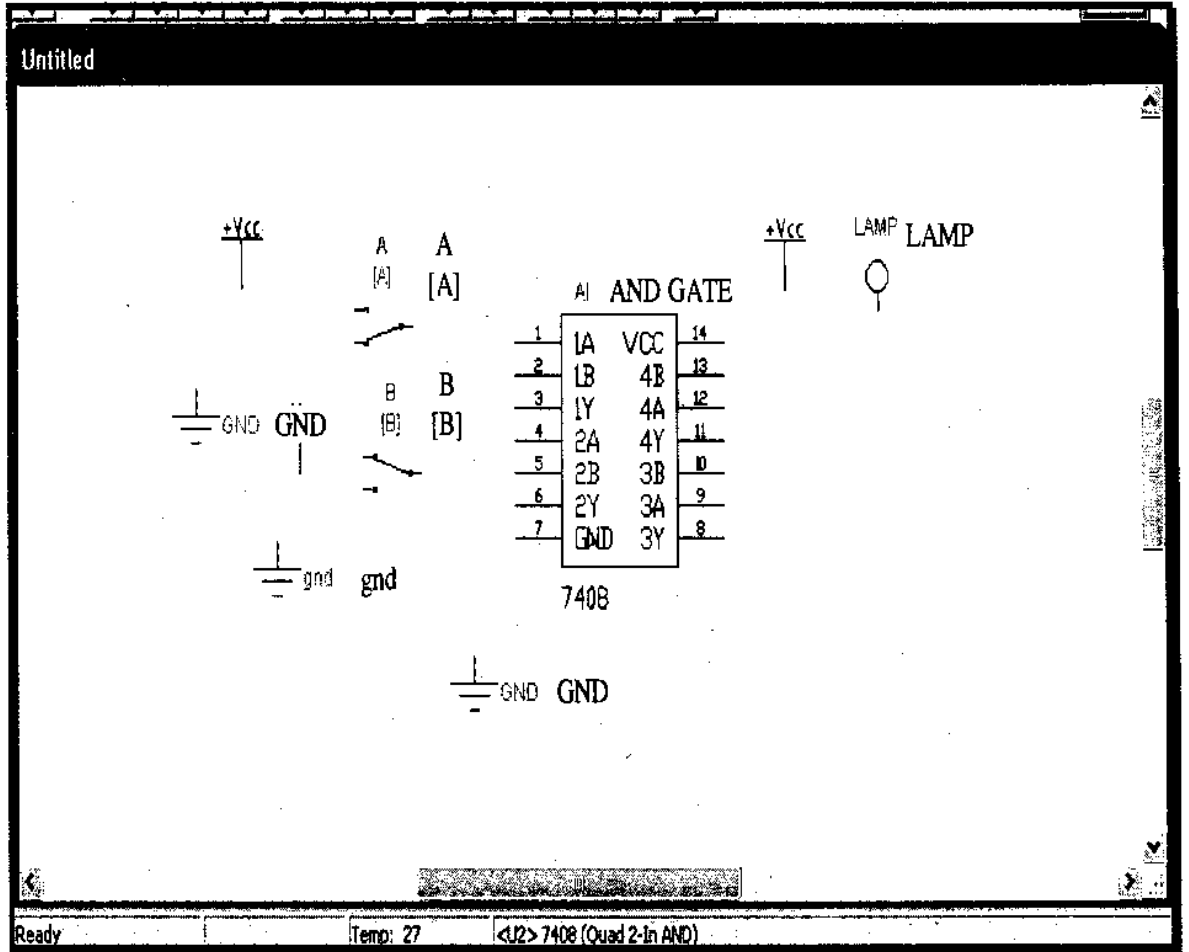 Untitled
+Vcc
A A
[A] [A]
+Vcc
LAMP LAMP
A1 AND GATE
1 1A VCC 14
2 1B 4B 13
3 1Y 4A 12
4 2A 4Y 11
5 2B 3B 10
6 2Y 3A 9
7 GND 3Y 8
7408
B B
[B] [B]
GND GND
gnd gnd
GND GND
Ready
Temp: 27
<U2> 7408 (Quad 2-In AND)